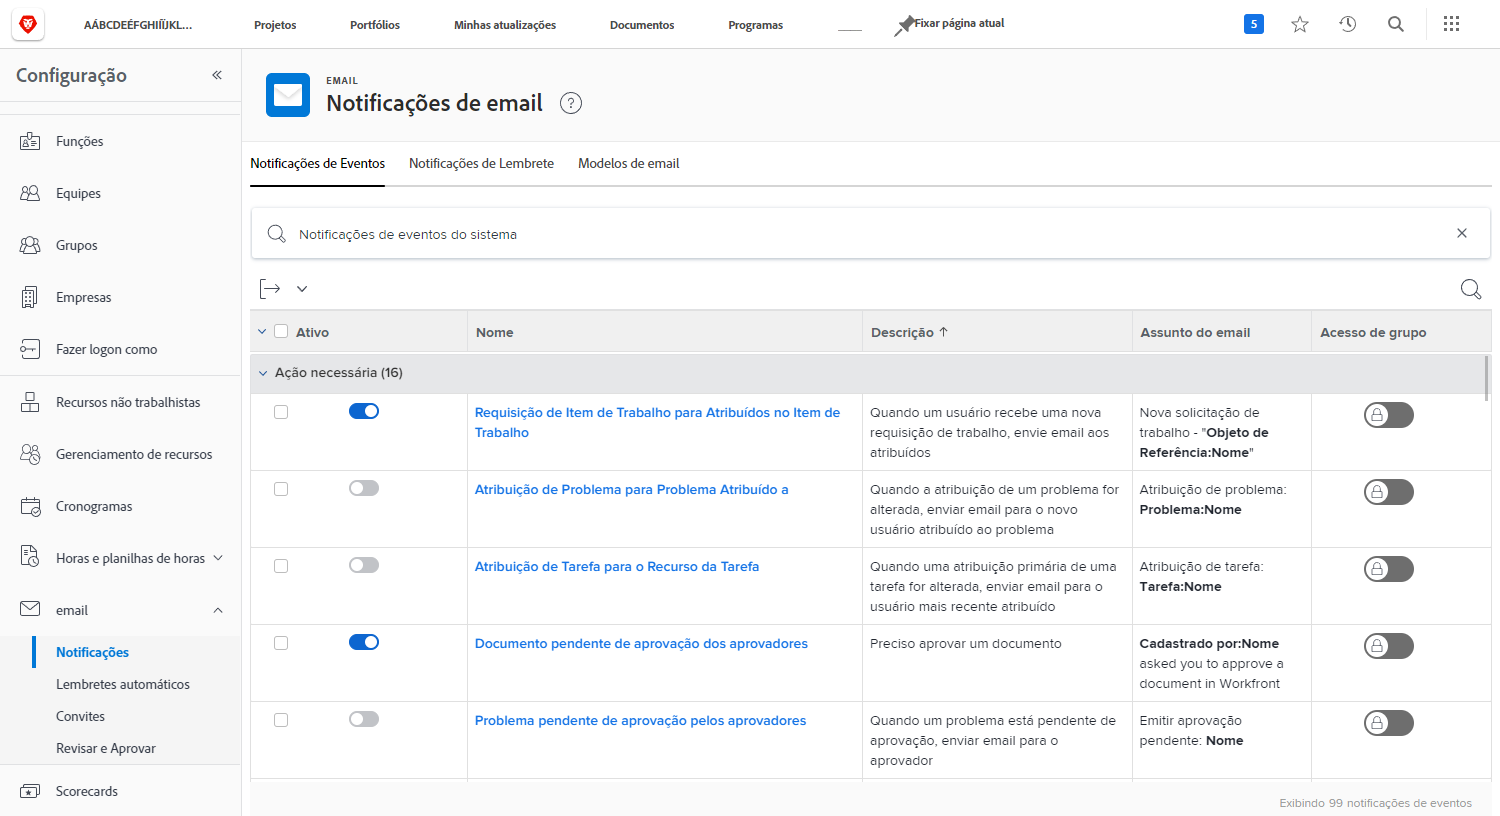 AÁBCDEÉFGHIÍÏJKL...
Projetos
Portfólios
Minhas atualizações
Documentos
Programas
Fixar página atual
5
Configuração
EMAIL
Notificações de email
?
Funções
Equipes
Grupos
Empresas
Fazer logon como
Recursos não trabalhistas
Gerenciamento de recursos
Cronogramas
Horas e planilhas de horas
email
Notificações
Lembretes automáticos
Convites
Revisar e Aprovar
Scorecards
Notificações de Eventos
Notificações de Lembrete
Modelos de email
Notificações de eventos do sistema
Ativo
Nome
Descrição ↑
Assunto do email
Acesso de grupo
Ação necessária (16)
Requisição de Item de Trabalho para Atribuídos no Item de
Trabalho
Quando um usuário recebe uma nova
requisição de trabalho, envie email aos
atribuídos
Nova solicitação de
trabalho - "Objeto de
Referência:Nome"
Atribuição de Problema para Problema Atribuído a
Quando a atribuição de um problema for
alterada, enviar email para o novo
usuário atribuído ao problema
Atribuição de problema:
Problema:Nome
Atribuição de Tarefa para o Recurso da Tarefa
Quando uma atribuição primária de uma
tarefa for alterada, enviar email para o
usuário mais recente atribuído
Atribuição de tarefa:
Tarefa:Nome
Documento pendente de aprovação dos aprovadores
Preciso aprovar um documento
Cadastrado por:Nome
asked you to approve a
document in Workfront
Problema pendente de aprovação pelos aprovadores
Quando um problema está pendente de
aprovação, enviar email para o
aprovador
Emitir aprovação
pendente: Nome
Exibindo 99 notificações de eventos